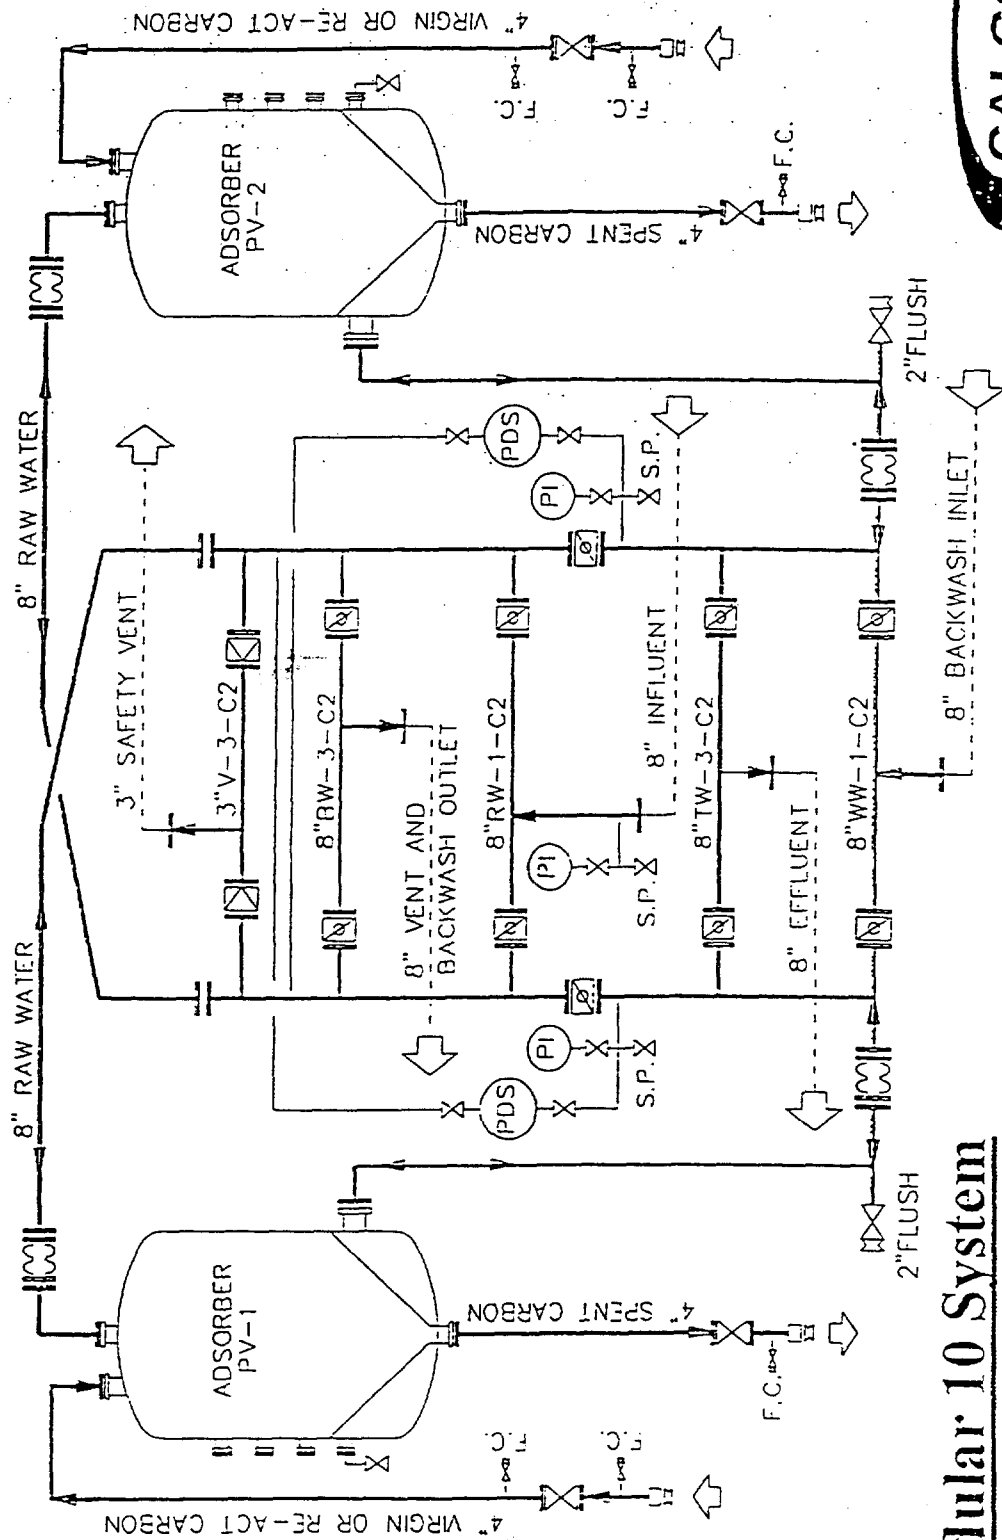 4" VIRGIN OR RE-ACT CARBON
F.C.
F.C.
ADSORBER
PV-2
4" SPENT CARBON
F.C.
8" RAW WATER
2"FLUSH
3" SAFETY VENT
PDS
PI
S.P.
3"V-3-C2
8"BW-3-C2
8" VENT AND
BACKWASH OUTLET
8"RW-1-C2
8" INFLUENT
PI
S.P.
8"TW-3-C2
8" EFFLUENT
8"WW-1-C2
8" BACKWASH INLET
8" RAW WATER
PDS
PI
S.P.
ADSORBER
PV-1
4" SPENT CARBON
F.C.
2"FLUSH
4" VIRGIN OR RE-ACT CARBON
F.C.
F.C.
dular 10 System